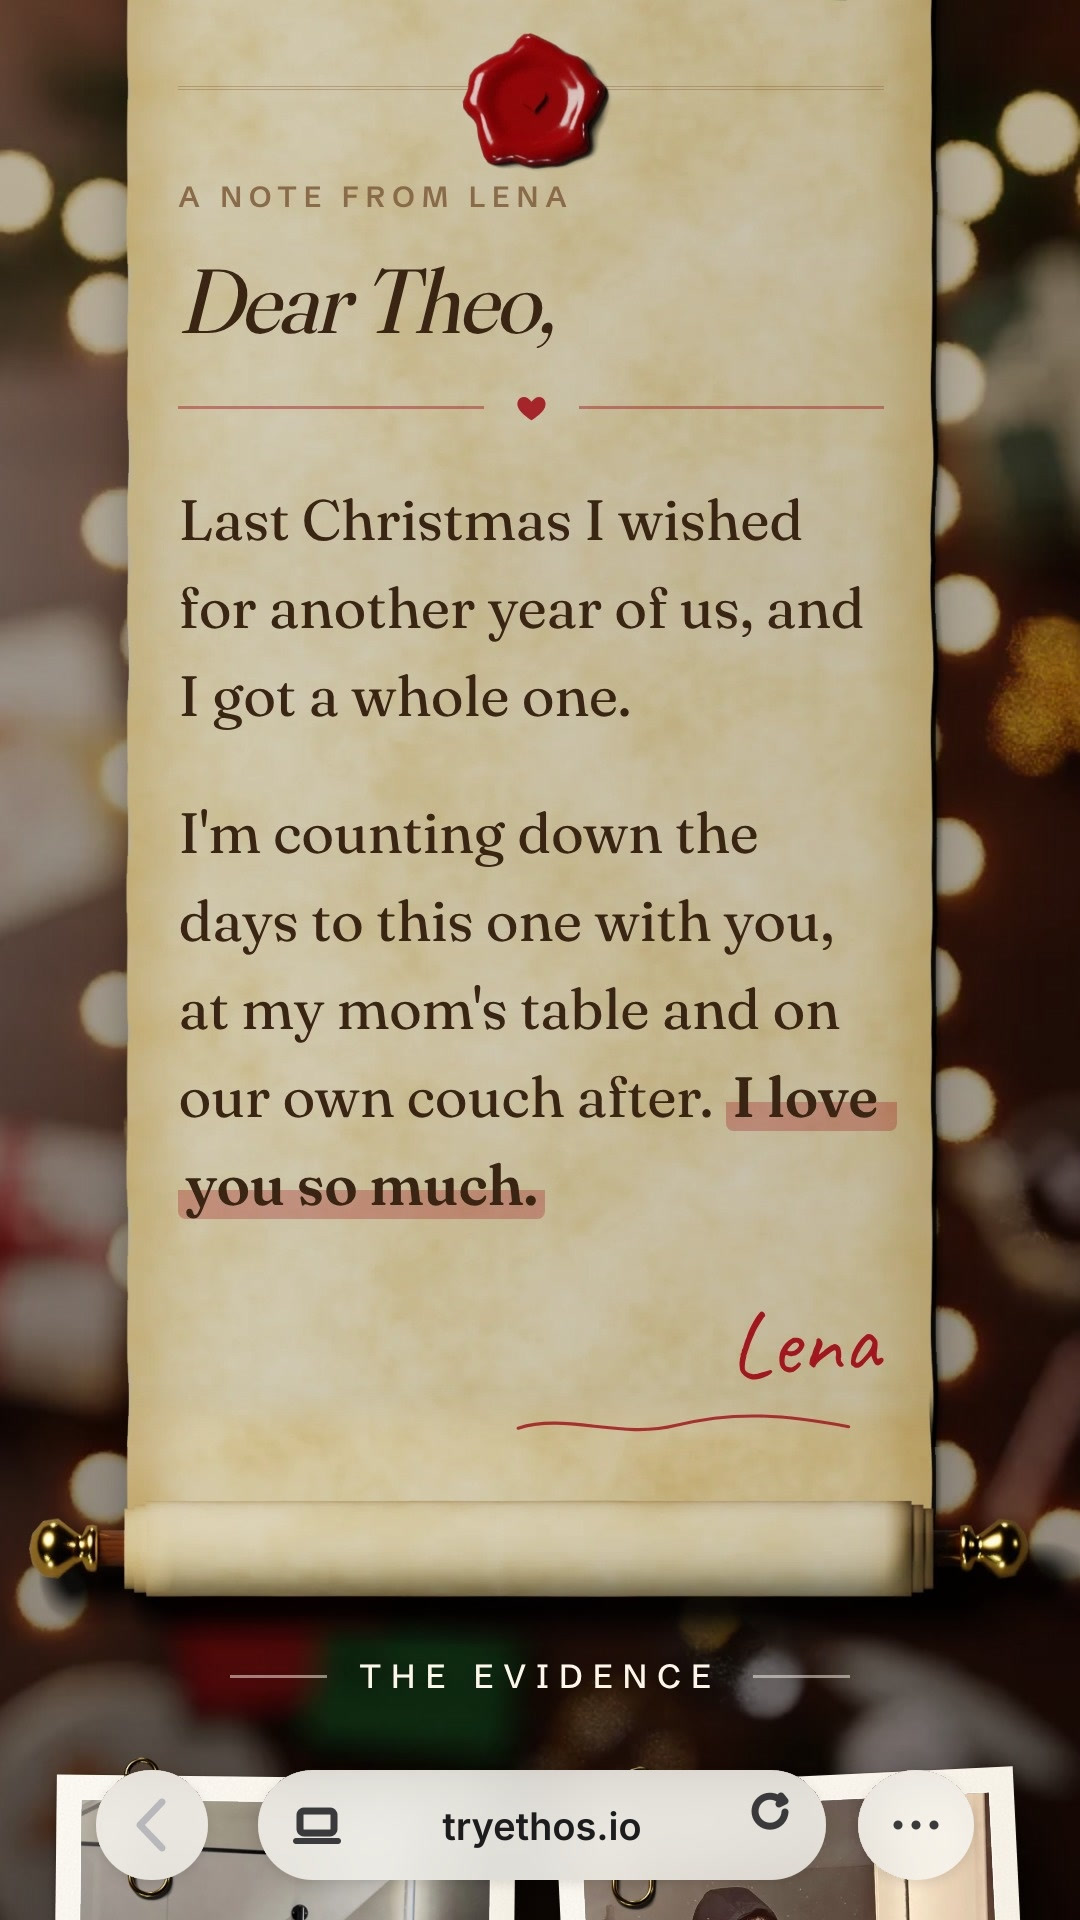 A NOTE FROM LENA
Dear Theo,
Last Christmas I wished
for another year of us, and
I got a whole one.
I'm counting down the
days to this one with you,
at my mom's table and on
our own couch after. I love
you so much.
Lena
THE EVIDENCE
tryethos.io